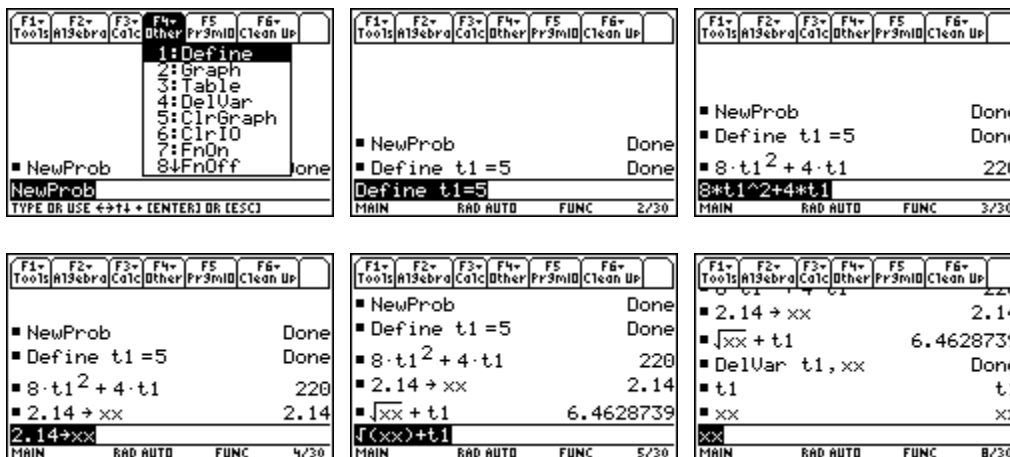 F1 F2 F3 F4 F5 F6
Tools Algebra Calc Other PrgmIO Clean Up
1:Define
2:Graph
3:Table
4:DelVar
5:ClrGraph
6:ClrIO
7:FnOn
8↓FnOff
▪ NewProb Done
NewProb
TYPE OR USE ←→↑↓ + [ENTER] OR [ESC]
F1 F2 F3 F4 F5 F6
Tools Algebra Calc Other PrgmIO Clean Up
▪ NewProb Done
▪ Define t1 = 5 Done
Define t1=5
MAIN RAD AUTO FUNC 2/30
F1 F2 F3 F4 F5 F6
Tools Algebra Calc Other PrgmIO Clean Up
▪ NewProb Done
▪ Define t1 = 5 Done
▪ 8·t1² + 4·t1 220
8*t1^2+4*t1
MAIN RAD AUTO FUNC 3/30
F1 F2 F3 F4 F5 F6
Tools Algebra Calc Other PrgmIO Clean Up
▪ NewProb Done
▪ Define t1 = 5 Done
▪ 8·t1² + 4·t1 220
▪ 2.14 → xx 2.14
2.14→xx
MAIN RAD AUTO FUNC 4/30
F1 F2 F3 F4 F5 F6
Tools Algebra Calc Other PrgmIO Clean Up
▪ NewProb Done
▪ Define t1 = 5 Done
▪ 8·t1² + 4·t1 220
▪ 2.14 → xx 2.14
▪ √xx + t1 6.4628739
√(xx)+t1
MAIN RAD AUTO FUNC 5/30
F1 F2 F3 F4 F5 F6
Tools Algebra Calc Other PrgmIO Clean Up
▪ 2.14 → xx 2.14
▪ √xx + t1 6.4628739
▪ DelVar t1, xx Done
▪ t1 t
▪ xx xx
xx
MAIN RAD AUTO FUNC 8/30